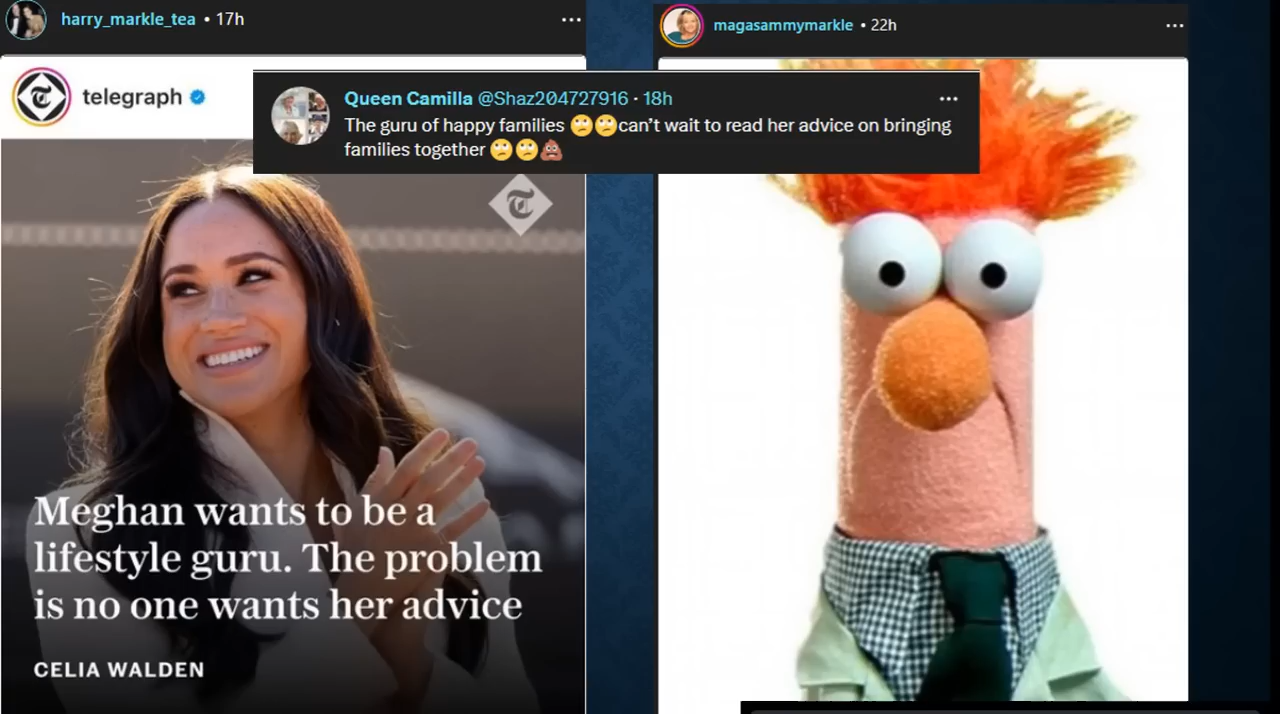 harry_markle_tea • 17h
telegraph
Meghan wants to be a
lifestyle guru. The problem
is no one wants her advice
CELIA WALDEN
Queen Camilla @Shaz204727916 · 18h
The guru of happy families 🙄🙄can't wait to read her advice on bringing
families together 🙄🙄💩
magasammymarkle • 22h